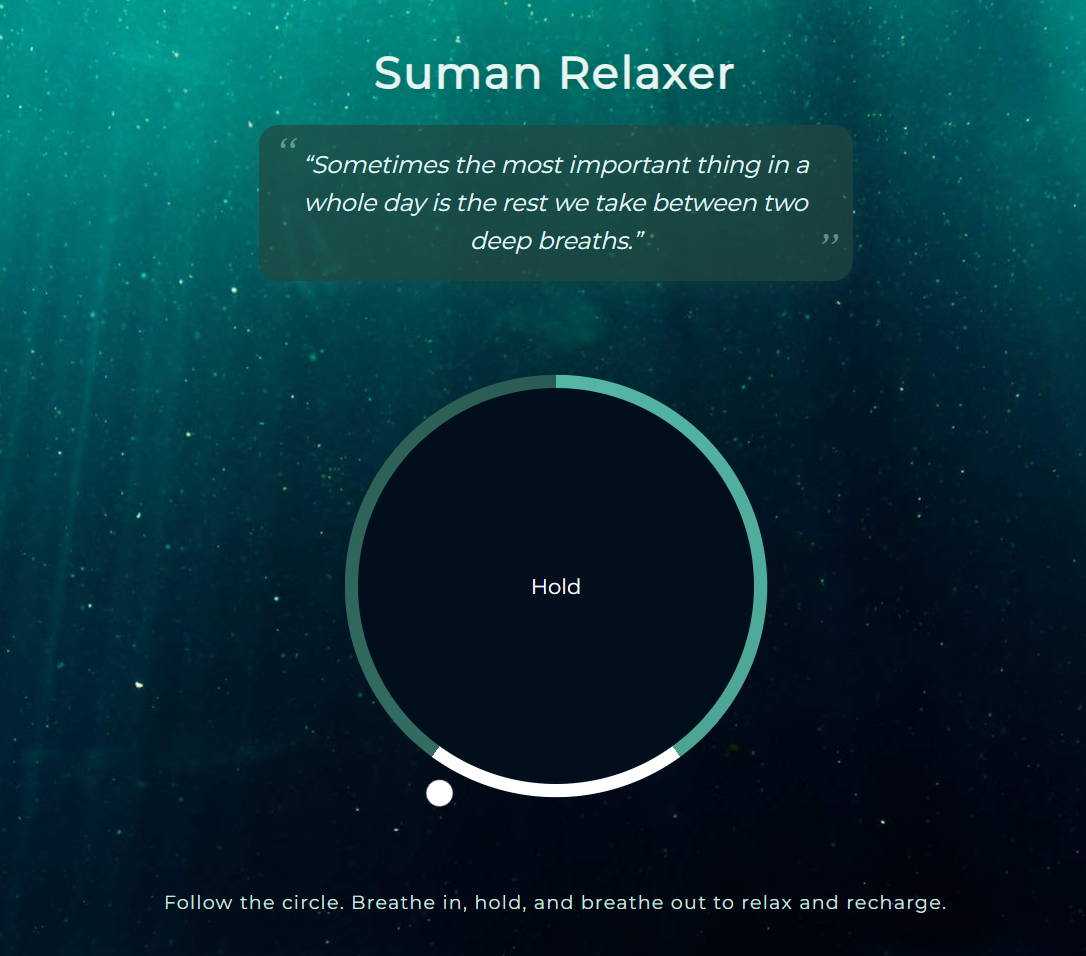 Suman Relaxer
“
“Sometimes the most important thing in a
whole day is the rest we take between two
deep breaths.”
”
Hold
Follow the circle. Breathe in, hold, and breathe out to relax and recharge.